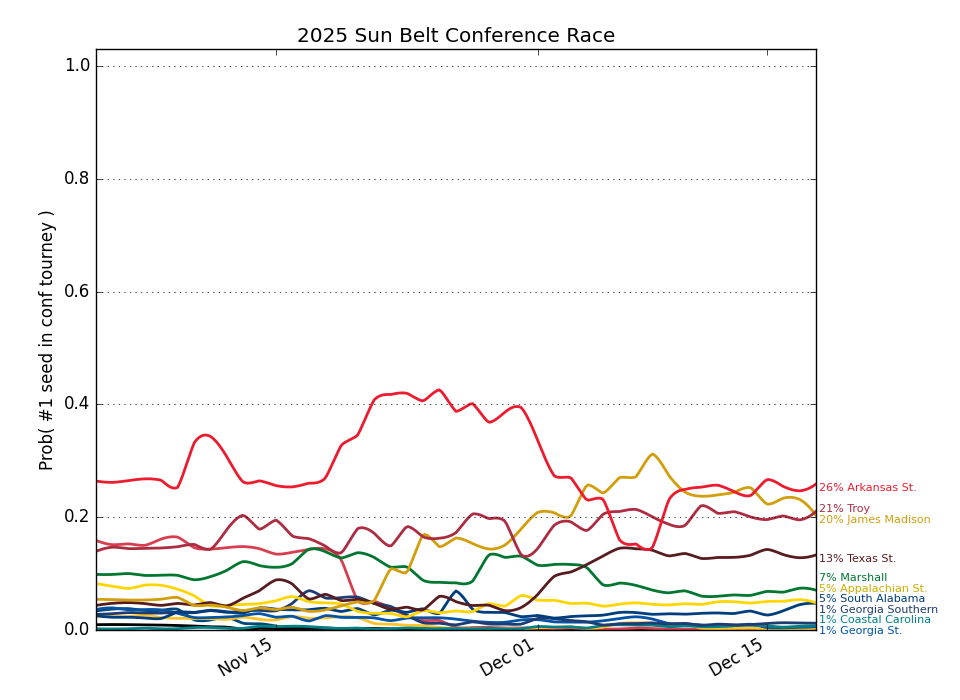 2025 Sun Belt Conference Race
Prob( #1 seed in conf tourney )
1.0
0.8
0.6
0.4
0.2
0.0
Nov 15
Dec 01
Dec 15
26% Arkansas St.
21% Troy
20% James Madison
13% Texas St.
7% Marshall
5% Appalachian St.
5% South Alabama
1% Georgia Southern
1% Coastal Carolina
1% Georgia St.